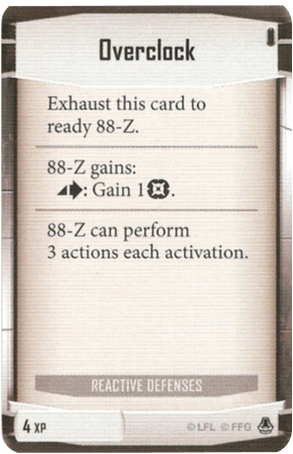 Overclock
Exhaust this card to
ready 88-Z.
88-Z gains:
: Gain 1 .
88-Z can perform
3 actions each activation.
REACTIVE DEFENSES
4 XP
© LFL © FFG